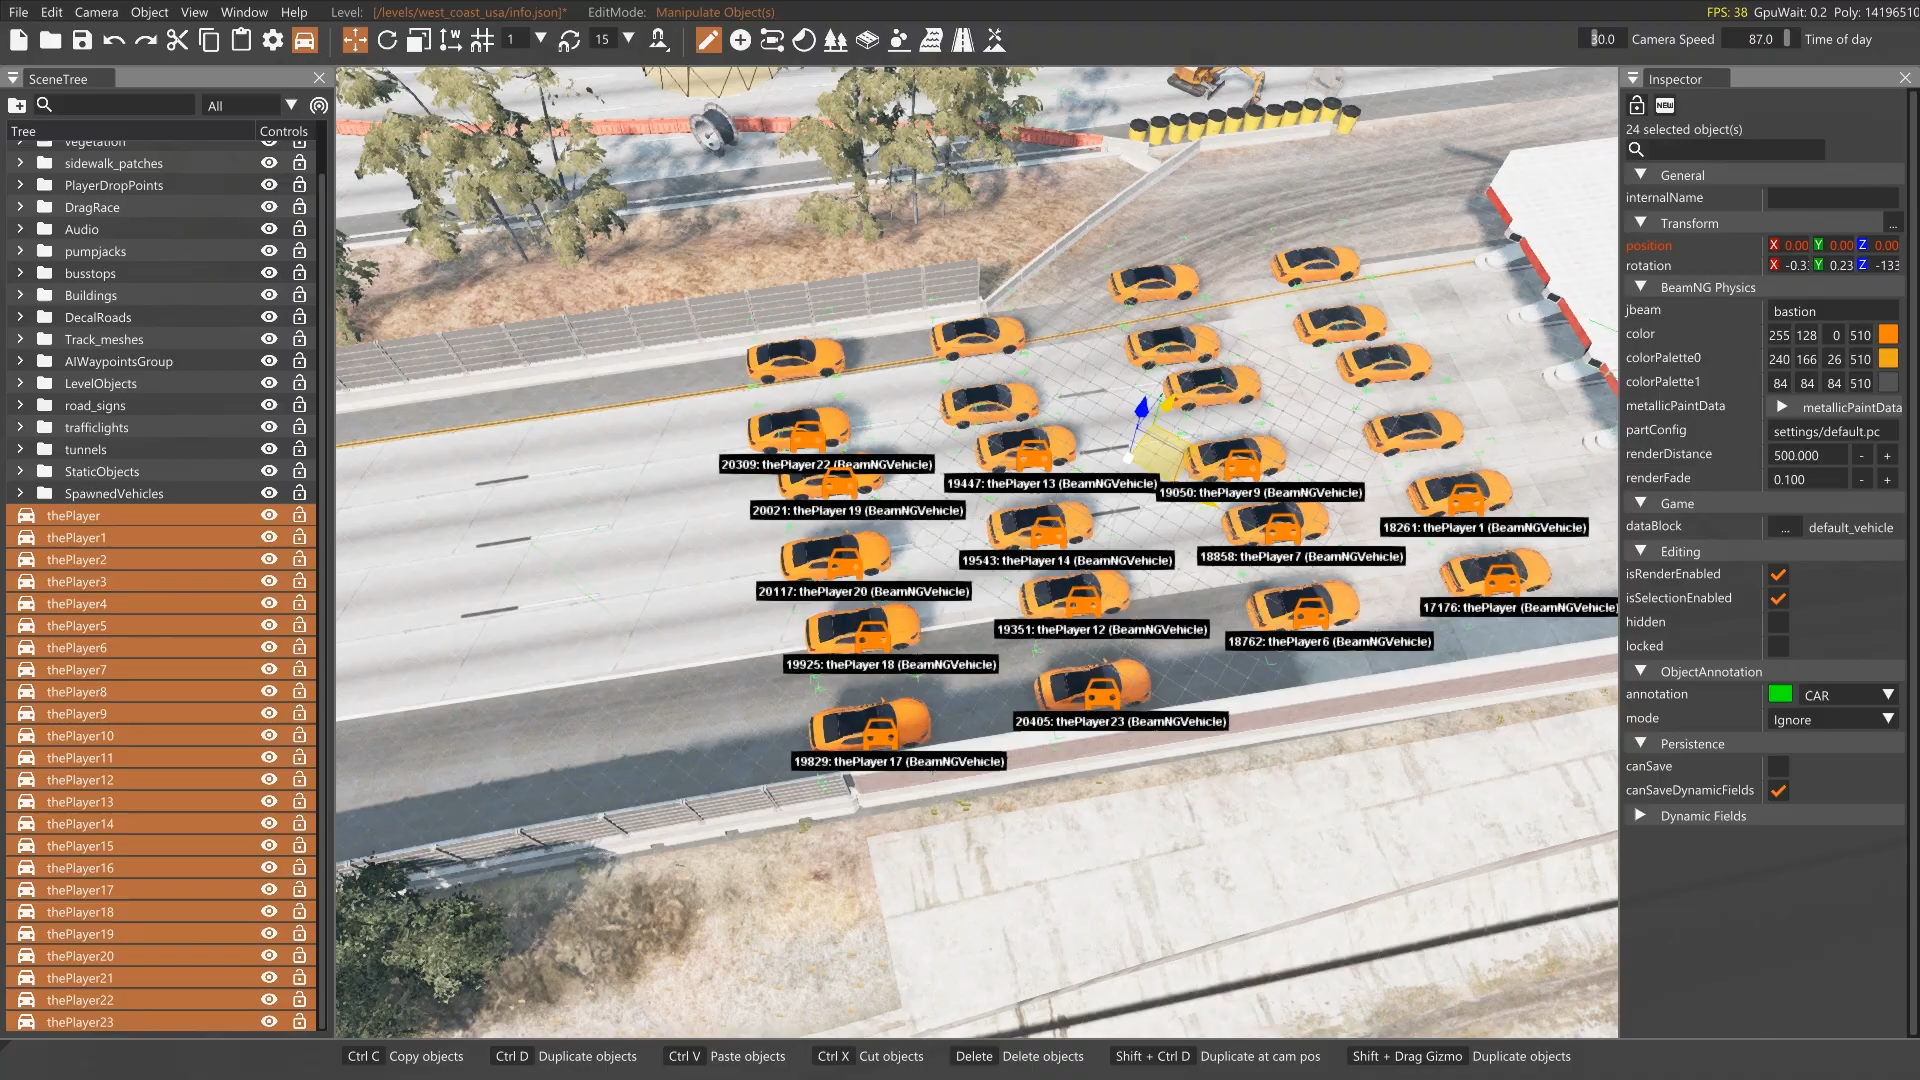 File Edit Camera Object View Window Help Level: [/levels/west_coast_usa/info.json]* EditMode: Manipulate Object(s) FPS: 38 GpuWait: 0.2 Poly: 14196510
1 15 30.0 Camera Speed 87.0 Time of day
SceneTree
All
Tree Controls
vegetation
sidewalk_patches
PlayerDropPoints
DragRace
Audio
pumpjacks
busstops
Buildings
DecalRoads
Track_meshes
AIWaypointsGroup
LevelObjects
road_signs
trafficlights
tunnels
StaticObjects
SpawnedVehicles
thePlayer
thePlayer1
thePlayer2
thePlayer3
thePlayer4
thePlayer5
thePlayer6
thePlayer7
thePlayer8
thePlayer9
thePlayer10
thePlayer11
thePlayer12
thePlayer13
thePlayer14
thePlayer15
thePlayer16
thePlayer17
thePlayer18
thePlayer19
thePlayer20
thePlayer21
thePlayer22
thePlayer23
20309: thePlayer22 (BeamNGVehicle)
19447: thePlayer13 (BeamNGVehicle)
19050: thePlayer9 (BeamNGVehicle)
20021: thePlayer19 (BeamNGVehicle)
18261: thePlayer1 (BeamNGVehicle)
19543: thePlayer14 (BeamNGVehicle)
18858: thePlayer7 (BeamNGVehicle)
20117: thePlayer20 (BeamNGVehicle)
17176: thePlayer (BeamNGVehicle)
19351: thePlayer12 (BeamNGVehicle)
18762: thePlayer6 (BeamNGVehicle)
19925: thePlayer18 (BeamNGVehicle)
20405: thePlayer23 (BeamNGVehicle)
19829: thePlayer17 (BeamNGVehicle)
Inspector
NEW
24 selected object(s)
General
internalName
Transform ...
position X 0.00 Y 0.00 Z 0.00
rotation X -0.3 Y 0.23 Z -133
BeamNG Physics
jbeam bastion
color 255 128 0 510
colorPalette0 240 166 26 510
colorPalette1 84 84 84 510
metallicPaintData metallicPaintData
partConfig settings/default.pc
renderDistance 500.000 - +
renderFade 0.100 - +
Game
dataBlock ... default_vehicle
Editing
isRenderEnabled
isSelectionEnabled
hidden
locked
ObjectAnnotation
annotation CAR
mode Ignore
Persistence
canSave
canSaveDynamicFields
Dynamic Fields
Ctrl C Copy objects Ctrl D Duplicate objects Ctrl V Paste objects Ctrl X Cut objects Delete Delete objects Shift + Ctrl D Duplicate at cam pos Shift + Drag Gizmo Duplicate objects